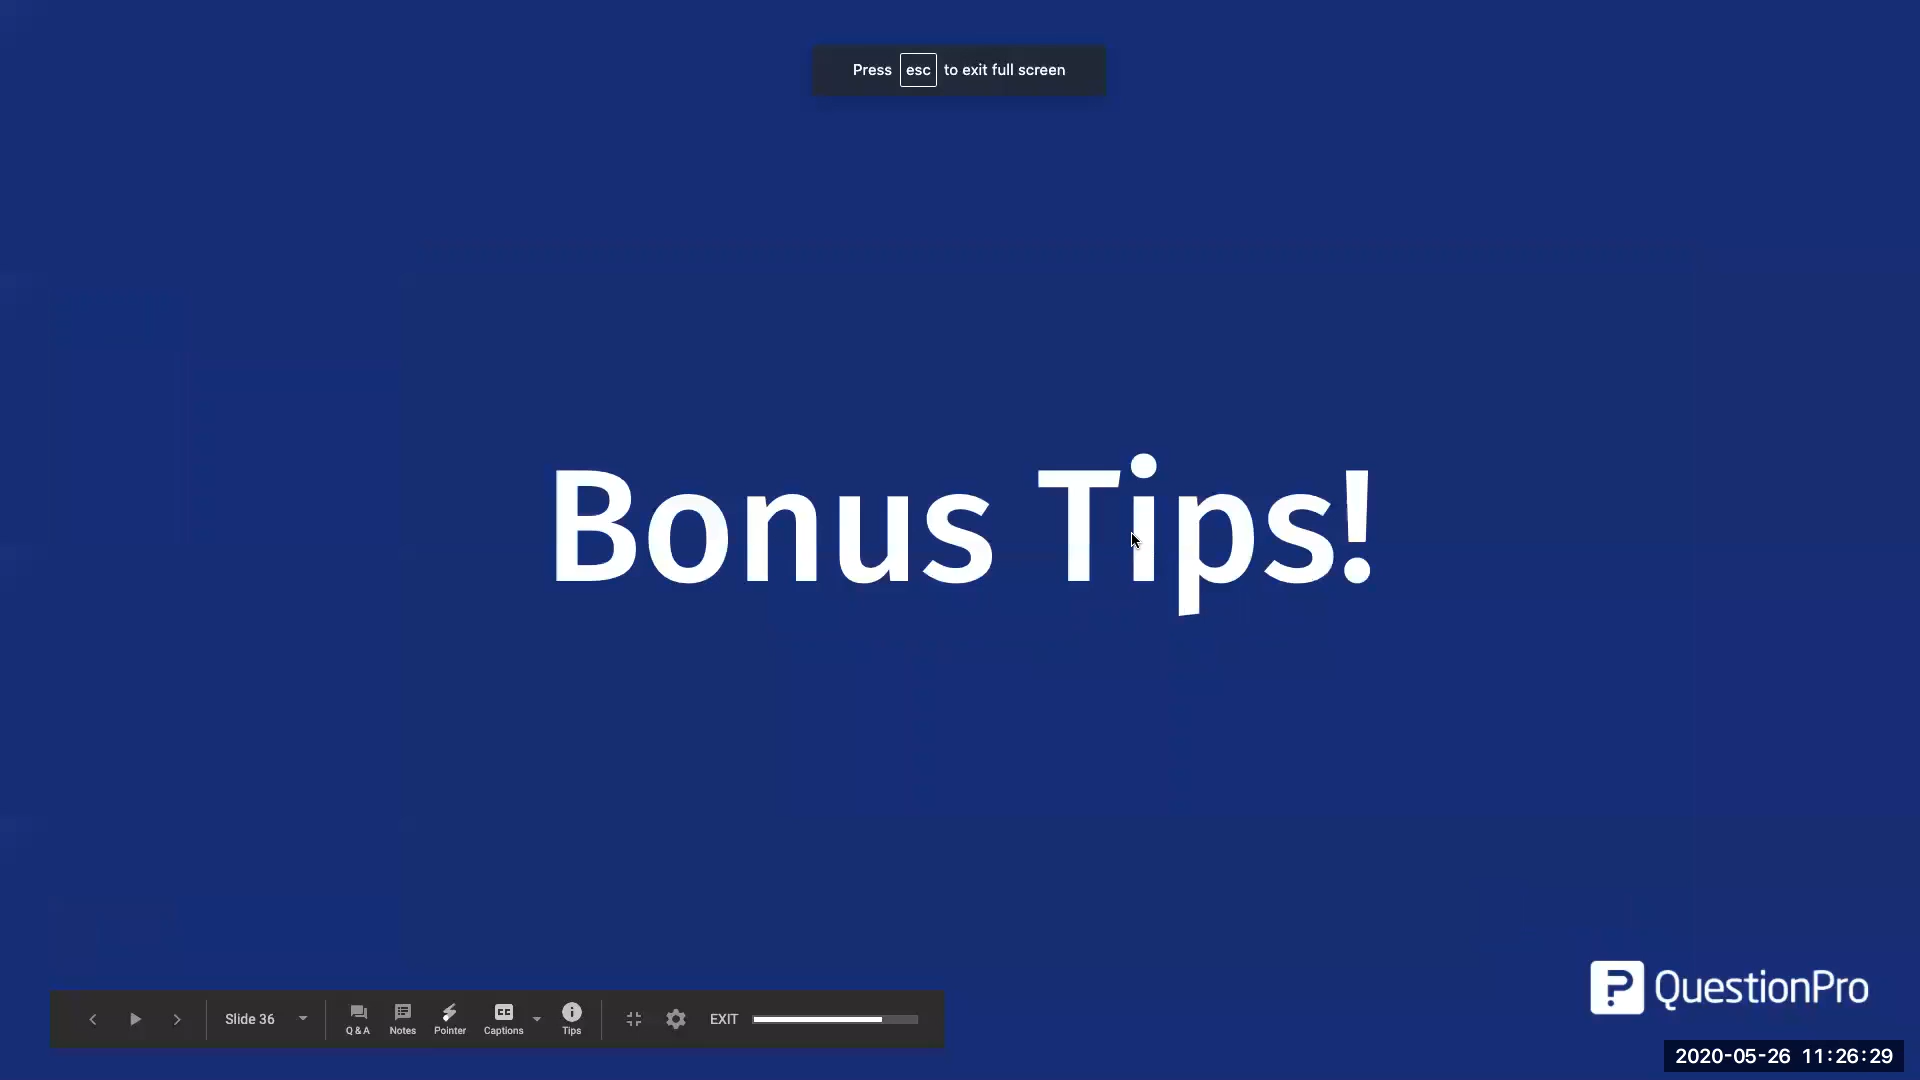 Press esc to exit full screen
Bonus Tips!
QuestionPro
Slide 36
Q & A
Notes
Pointer
Captions
Tips
EXIT
2020-05-26 11:26:29